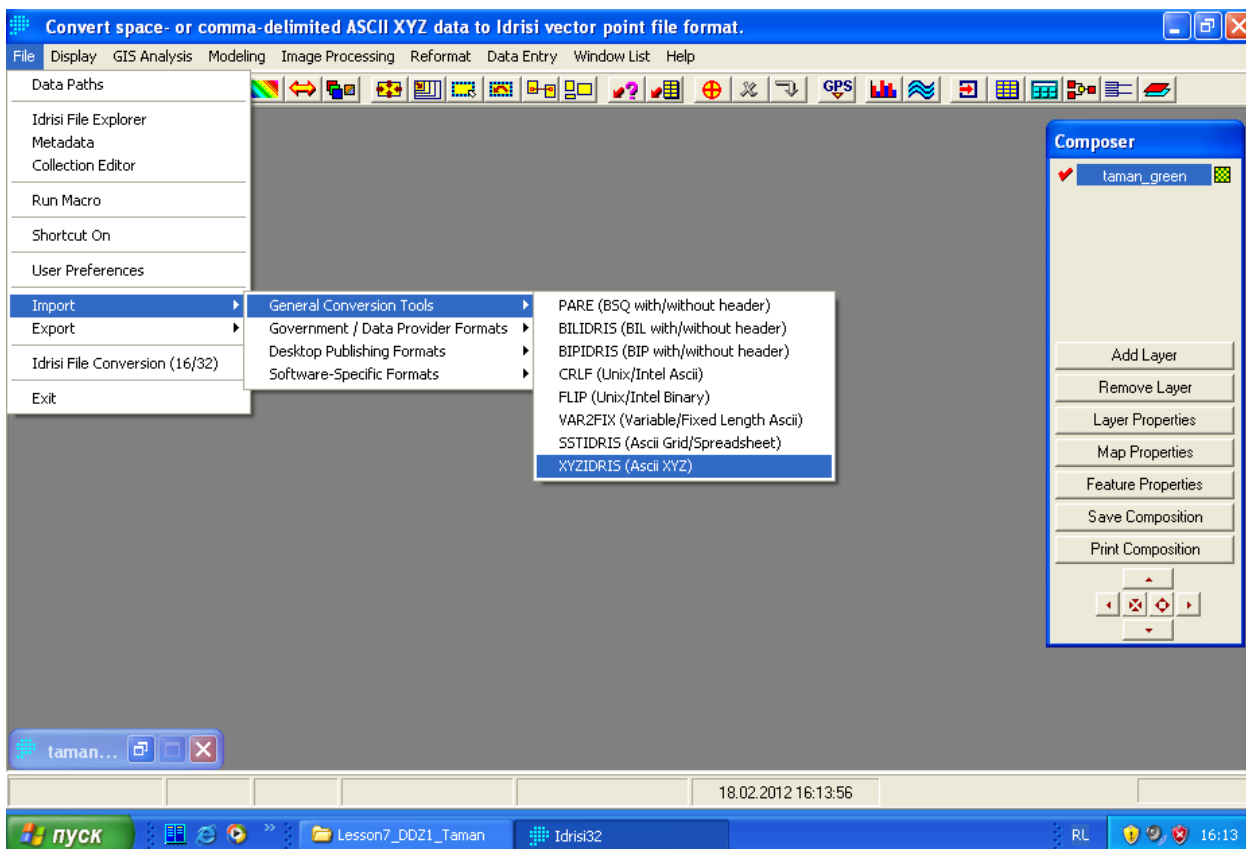 Convert space- or comma-delimited ASCII XYZ data to Idrisi vector point file format.
File Display GIS Analysis Modeling Image Processing Reformat Data Entry Window List Help
GPS
Data Paths
Idrisi File Explorer
Metadata
Collection Editor
Run Macro
Shortcut On
User Preferences
Import
Export
Idrisi File Conversion (16/32)
Exit
General Conversion Tools
Government / Data Provider Formats
Desktop Publishing Formats
Software-Specific Formats
PARE (BSQ with/without header)
BILIDRIS (BIL with/without header)
BIPIDRIS (BIP with/without header)
CRLF (Unix/Intel Ascii)
FLIP (Unix/Intel Binary)
VAR2FIX (Variable/Fixed Length Ascii)
SSTIDRIS (Ascii Grid/Spreadsheet)
XYZIDRIS (Ascii XYZ)
Composer
taman_green
Add Layer
Remove Layer
Layer Properties
Map Properties
Feature Properties
Save Composition
Print Composition
taman...
18.02.2012 16:13:56
пуск
Lesson7_DDZ1_Taman
Idrisi32
RL
16:13